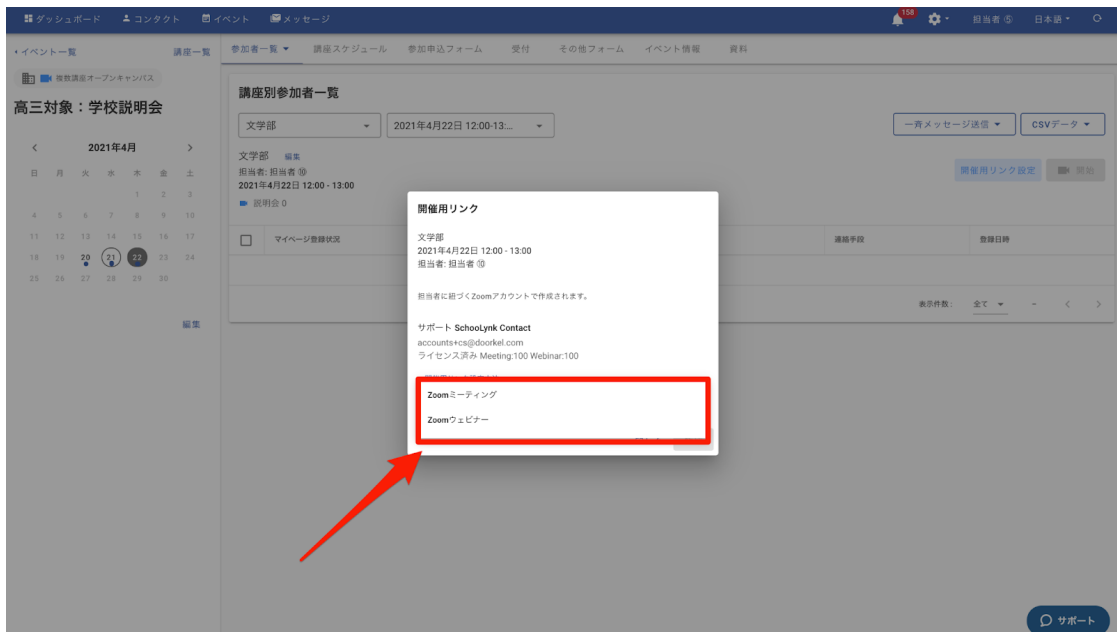 ダッシュボード コンタクト イベント メッセージ 158 担当者 ⑤ 日本語
イベント一覧 講座一覧
複数講座オープンキャンパス
高三対象：学校説明会
2021年4月
日 月 火 水 木 金 土
1 2 3
4 5 6 7 8 9 10
11 12 13 14 15 16 17
18 19 20 21 22 23 24
25 26 27 28 29 30
編集
参加者一覧 講座スケジュール 参加申込フォーム 受付 その他フォーム イベント情報 資料
講座別参加者一覧
文学部 2021年4月22日 12:00-13:... 一斉メッセージ送信 CSVデータ
文学部 編集
担当者: 担当者 ⑩
2021年4月22日 12:00 - 13:00
説明会 0
開催用リンク設定 開始
マイページ登録状況 連絡手段 登録日時
表示件数: 全て -
開催用リンク
文学部
2021年4月22日 12:00 - 13:00
担当者: 担当者 ⑩
担当者に紐づくZoomアカウントで作成されます。
サポート SchooLynk Contact
accounts+cs@doorkel.com
ライセンス済み Meeting:100 Webinar:100
Zoomミーティング
Zoomウェビナー
サポート